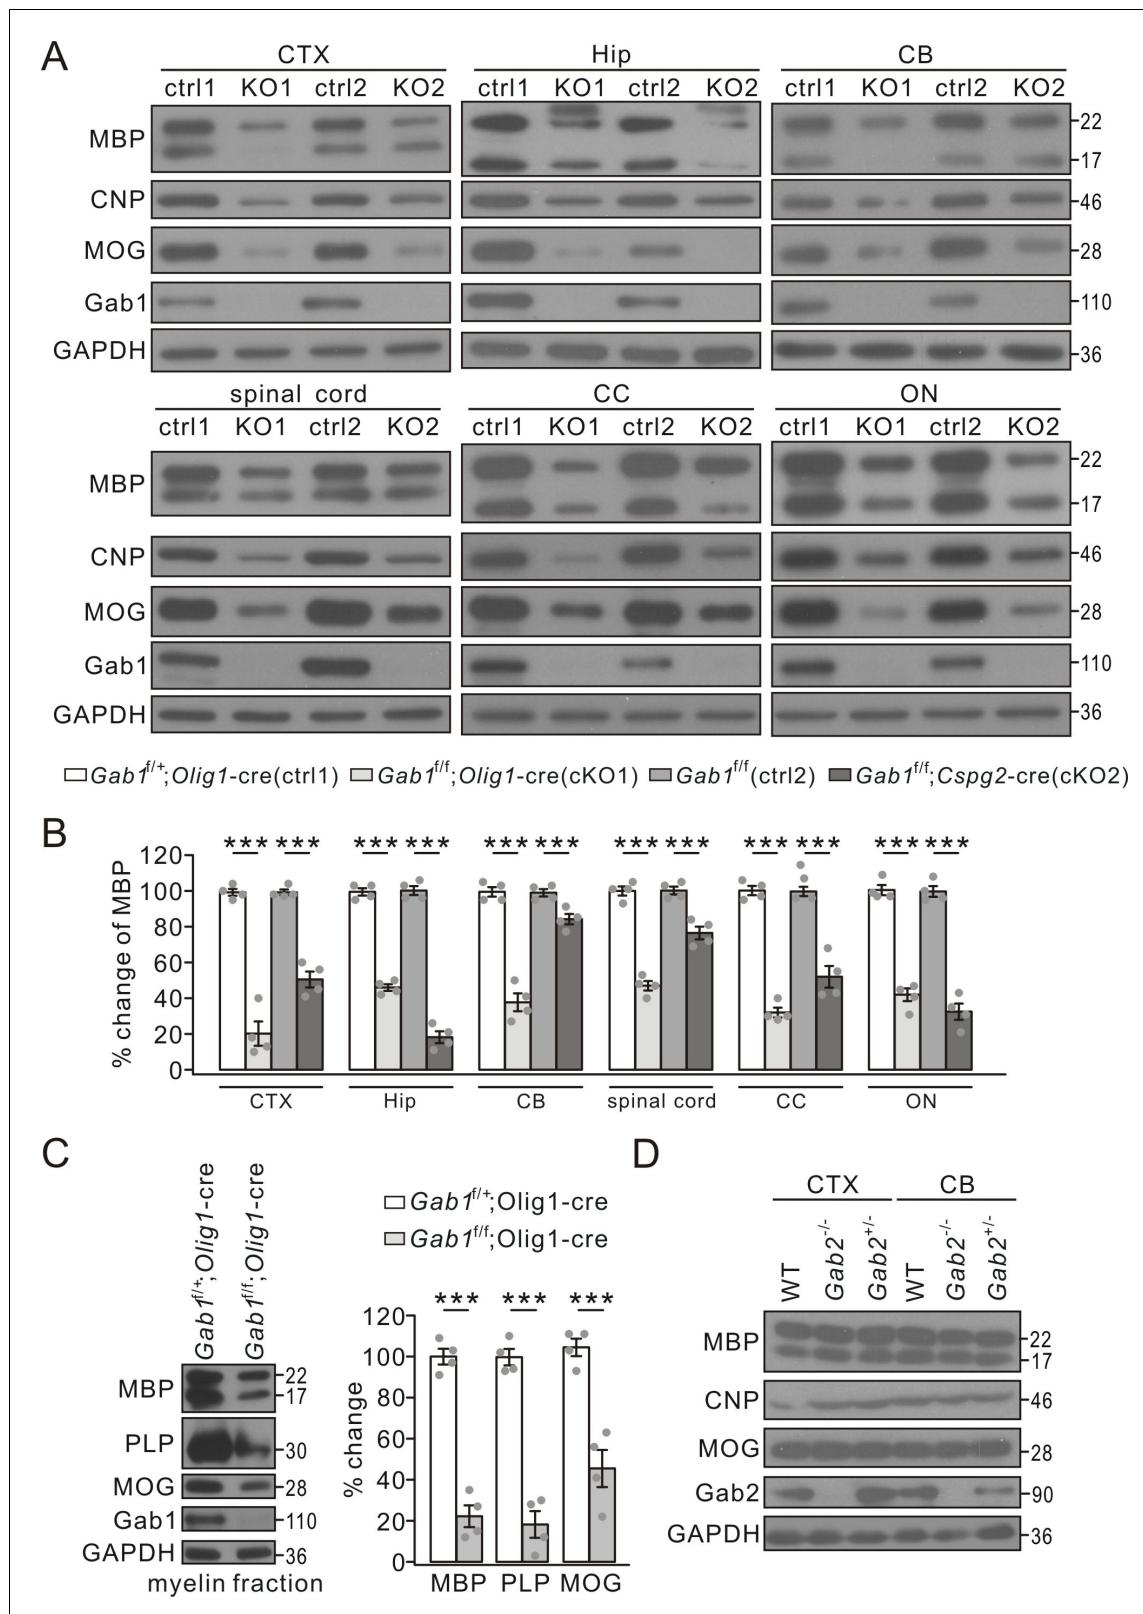 A
CTX Hip CB
ctrl1 KO1 ctrl2 KO2 ctrl1 KO1 ctrl2 KO2 ctrl1 KO1 ctrl2 KO2
MBP 22
17
CNP 46
MOG 28
Gab1 110
GAPDH 36
spinal cord CC ON
ctrl1 KO1 ctrl2 KO2 ctrl1 KO1 ctrl2 KO2 ctrl1 KO1 ctrl2 KO2
MBP 22
17
CNP 46
MOG 28
Gab1 110
GAPDH 36
Gab1f/+;Olig1-cre(ctrl1) Gab1f/f;Olig1-cre(cKO1) Gab1f/f(ctrl2) Gab1f/f;Cspg2-cre(cKO2)
B
*** *** *** *** *** *** *** *** *** *** *** ***
% change of MBP
120
100
80
60
40
20
0
CTX Hip CB spinal cord CC ON
C
Gab1f/+;Olig1-cre
Gab1f/f;Olig1-cre
MBP 22
17
PLP 30
MOG 28
Gab1 110
GAPDH 36
myelin fraction
Gab1f/+;Olig1-cre
Gab1f/f;Olig1-cre
*** *** ***
% change
120
100
80
60
40
20
0
MBP PLP MOG
D
CTX CB
WT Gab2-/- Gab2+/- WT Gab2-/- Gab2+/-
MBP 22
17
CNP 46
MOG 28
Gab2 90
GAPDH 36